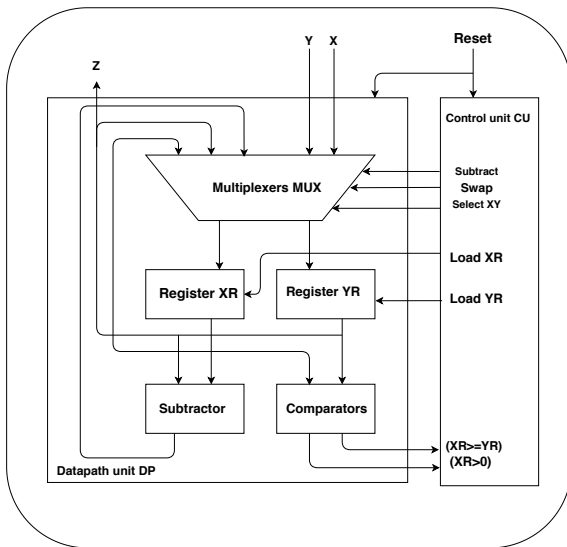 Reset
Y X
Z
Control unit CU
Subtract
Multiplexers MUX
Swap
Select XY
Load XR
Register XR
Register YR
Load YR
Subtractor
Comparators
(XR>=YR)
(XR>0)
Datapath unit DP